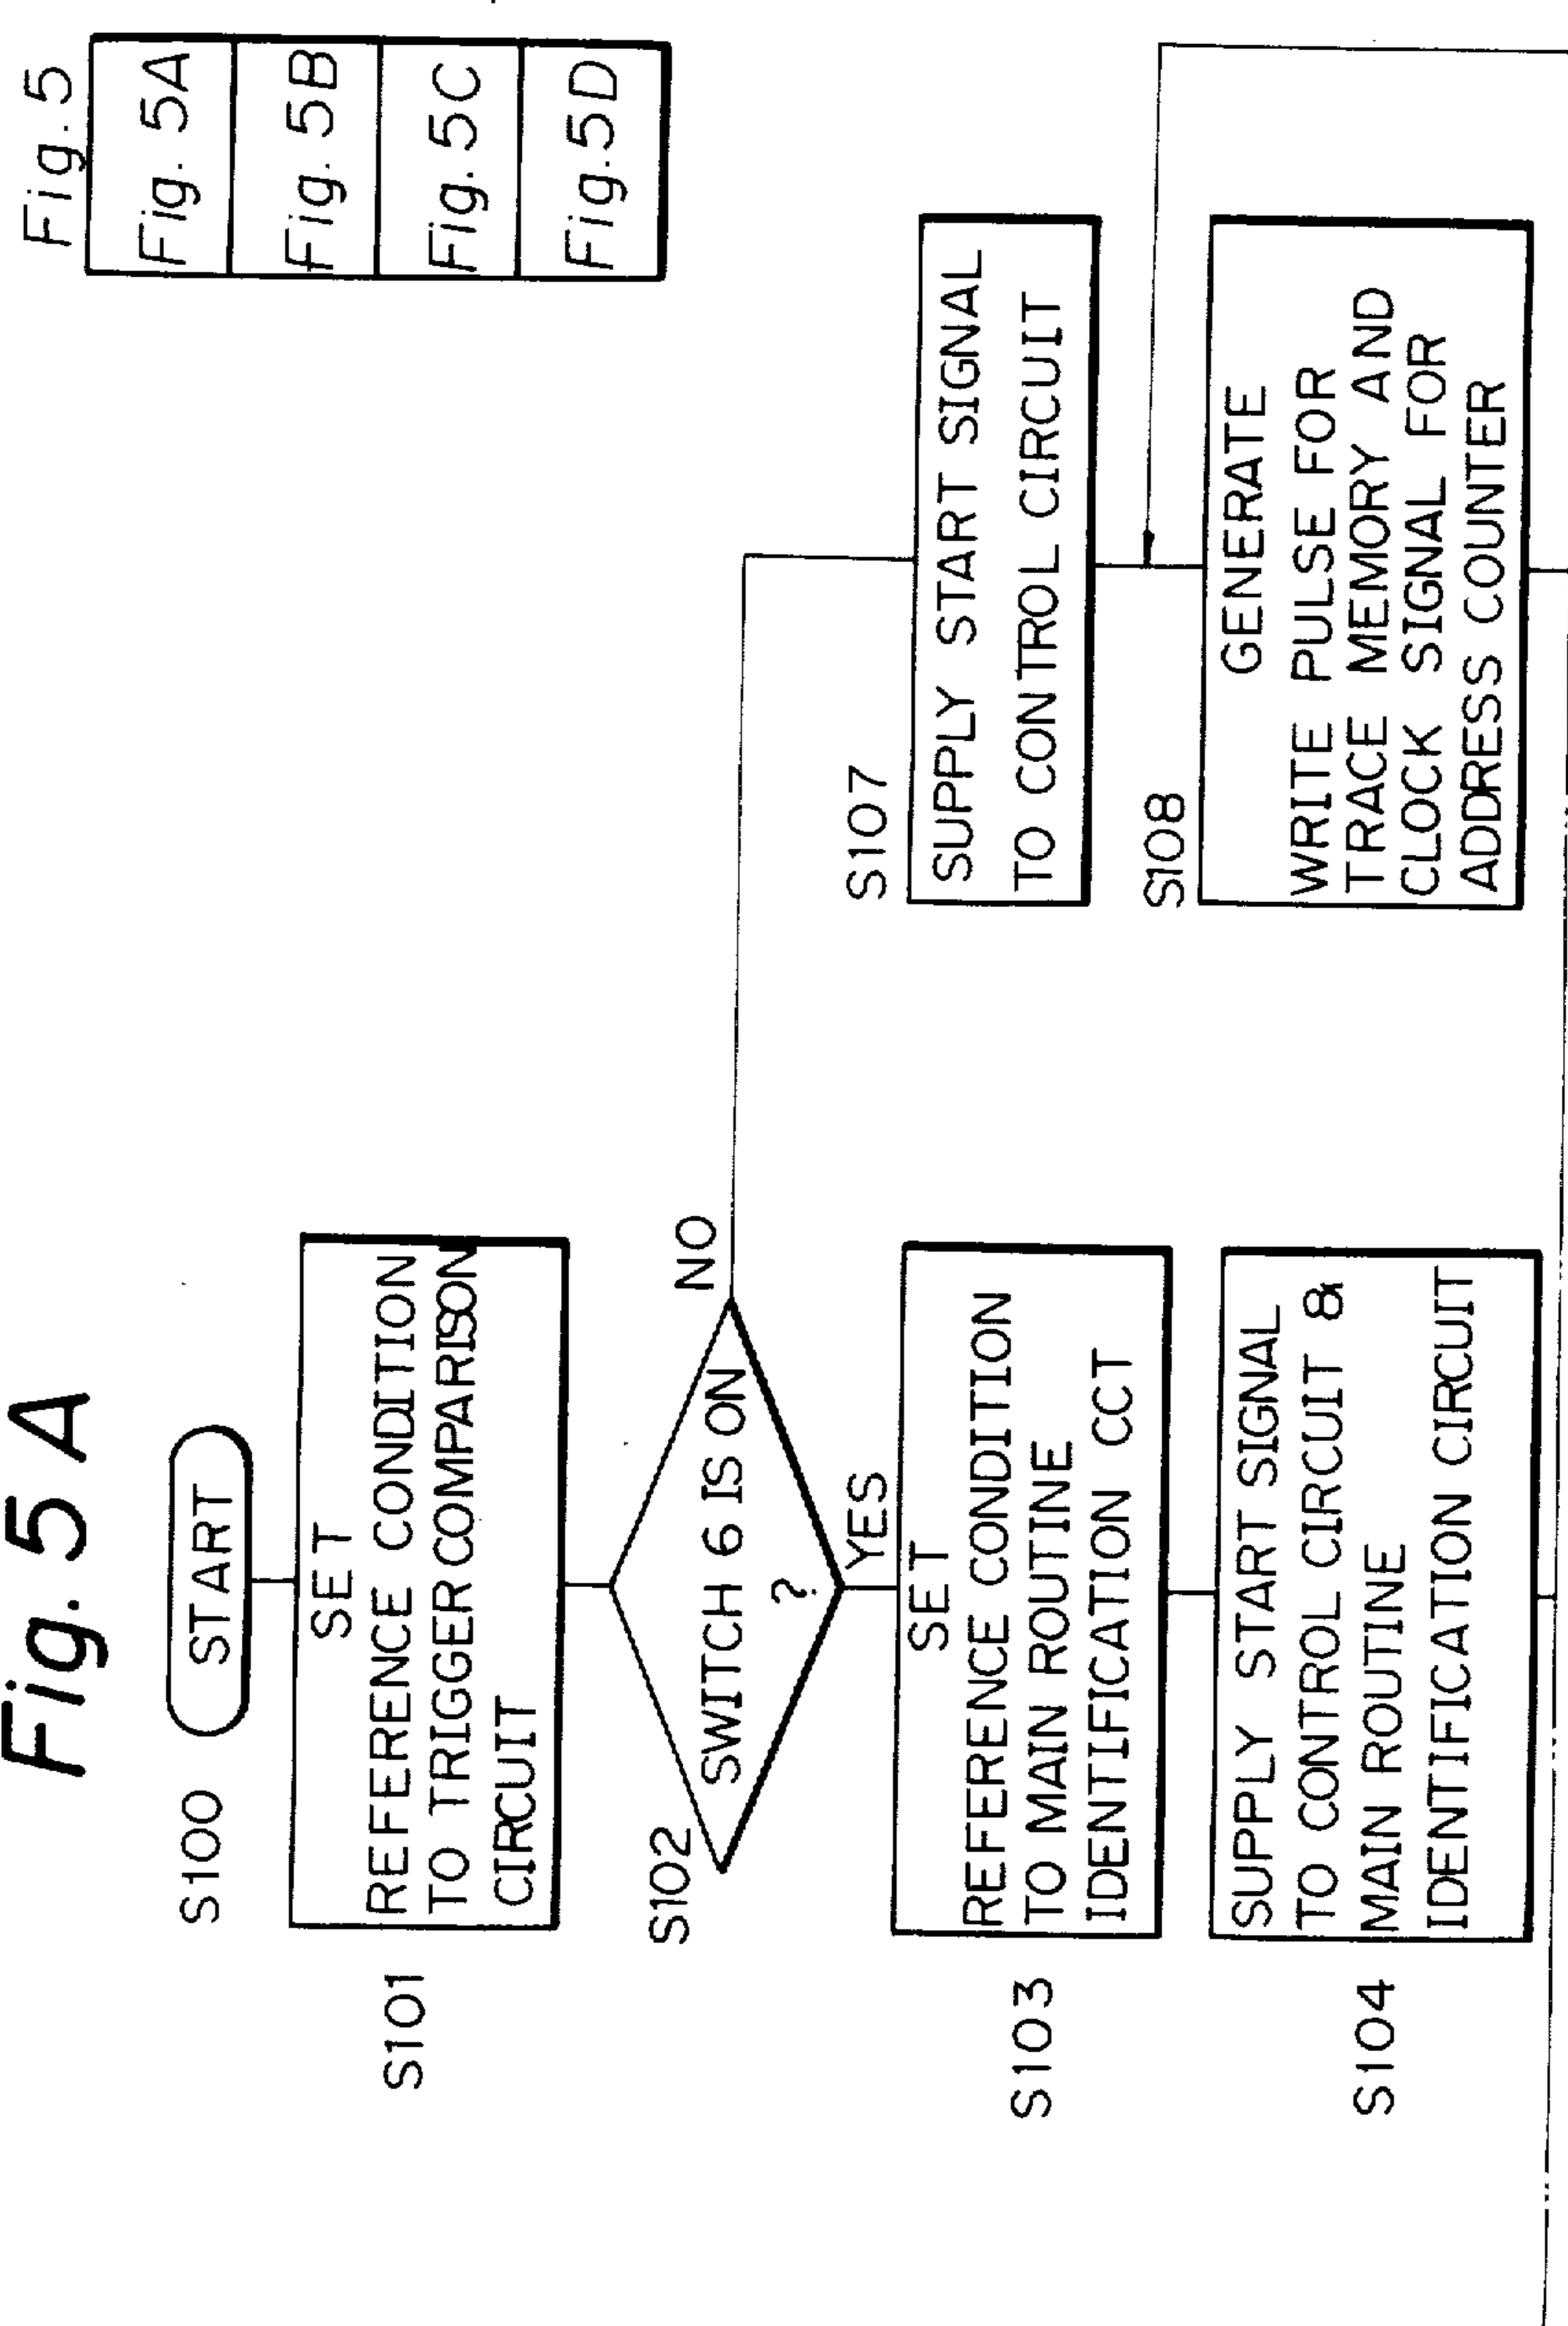 Fig. 5 A
Fig. 5
Fig. 5A
Fig. 5B
Fig. 5C
Fig. 5D
S100
START
S101
SET
REFERENCE CONDITION
TO TRIGGER COMPARISON
CIRCUIT
S102
SWITCH 6 IS ON
?
NO
YES
S103
SET
REFERENCE CONDITION
TO MAIN ROUTINE
IDENTIFICATION CCT
S104
SUPPLY START SIGNAL
TO CONTROL CIRCUIT &
MAIN ROUTINE
IDENTIFICATION CIRCUIT
S107
SUPPLY START SIGNAL
TO CONTROL CIRCUIT
S108
GENERATE
WRITE PULSE FOR
TRACE MEMORY AND
CLOCK SIGNAL FOR
ADDRESS COUNTER